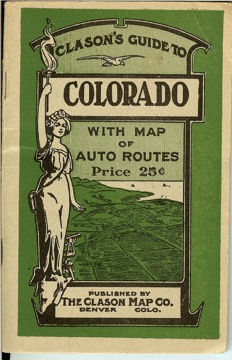 CLASON'S GUIDE TO
COLORADO
WITH MAP
OF
AUTO ROUTES
Price 25¢
PUBLISHED BY
THE CLASON MAP CO.
DENVER COLO.